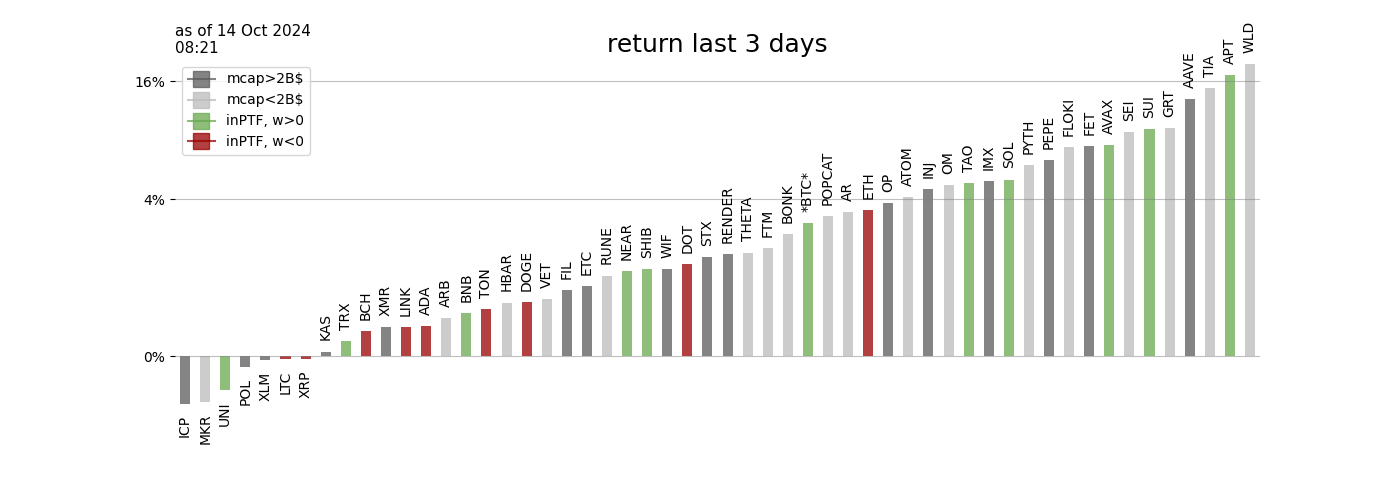 as of 14 Oct 2024
08:21
return last 3 days
mcap>2B$
mcap<2B$
inPTF, w>0
inPTF, w<0
16%
4%
0%
ICP
MKR
UNI
POL
XLM
LTC
XRP
KAS
TRX
BCH
XMR
LINK
ADA
ARB
BNB
TON
HBAR
DOGE
VET
FIL
ETC
RUNE
NEAR
SHIB
WIF
DOT
STX
RENDER
THETA
FTM
BONK
*BTC*
POPCAT
AR
ETH
OP
ATOM
INJ
OM
TAO
IMX
SOL
PYTH
PEPE
FLOKI
FET
AVAX
SEI
SUI
GRT
AAVE
TIA
APT
WLD